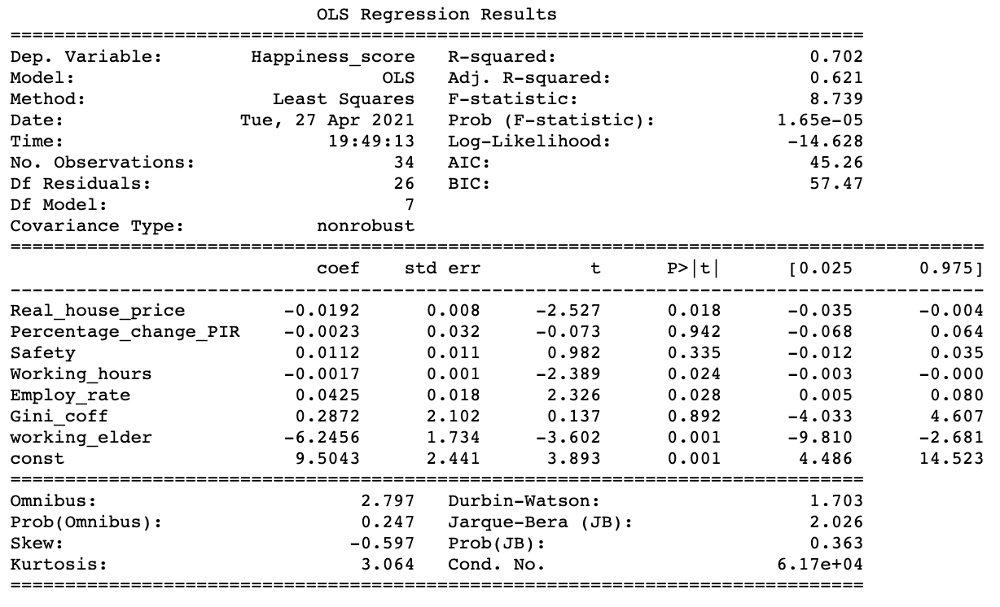 OLS Regression Results
==============================================================================
Dep. Variable: Happiness_score R-squared: 0.702
Model: OLS Adj. R-squared: 0.621
Method: Least Squares F-statistic: 8.739
Date: Tue, 27 Apr 2021 Prob (F-statistic): 1.65e-05
Time: 19:49:13 Log-Likelihood: -14.628
No. Observations: 34 AIC: 45.26
Df Residuals: 26 BIC: 57.47
Df Model: 7
Covariance Type: nonrobust
=========================================================================================
coef std err t P>|t| [0.025 0.975]
-----------------------------------------------------------------------------------------
Real_house_price -0.0192 0.008 -2.527 0.018 -0.035 -0.004
Percentage_change_PIR -0.0023 0.032 -0.073 0.942 -0.068 0.064
Safety 0.0112 0.011 0.982 0.335 -0.012 0.035
Working_hours -0.0017 0.001 -2.389 0.024 -0.003 -0.000
Employ_rate 0.0425 0.018 2.326 0.028 0.005 0.080
Gini_coff 0.2872 2.102 0.137 0.892 -4.033 4.607
working_elder -6.2456 1.734 -3.602 0.001 -9.810 -2.681
const 9.5043 2.441 3.893 0.001 4.486 14.523
==============================================================================
Omnibus: 2.797 Durbin-Watson: 1.703
Prob(Omnibus): 0.247 Jarque-Bera (JB): 2.026
Skew: -0.597 Prob(JB): 0.363
Kurtosis: 3.064 Cond. No. 6.17e+04
==============================================================================